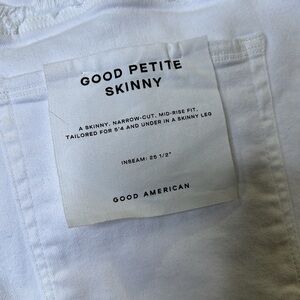 GOOD PETITE
SKINNY
A SKINNY, NARROW-CUT, MID-RISE FIT,
TAILORED FOR 5'4 AND UNDER IN A SKINNY LEG
INSEAM: 25 1/2"
GOOD AMERICAN